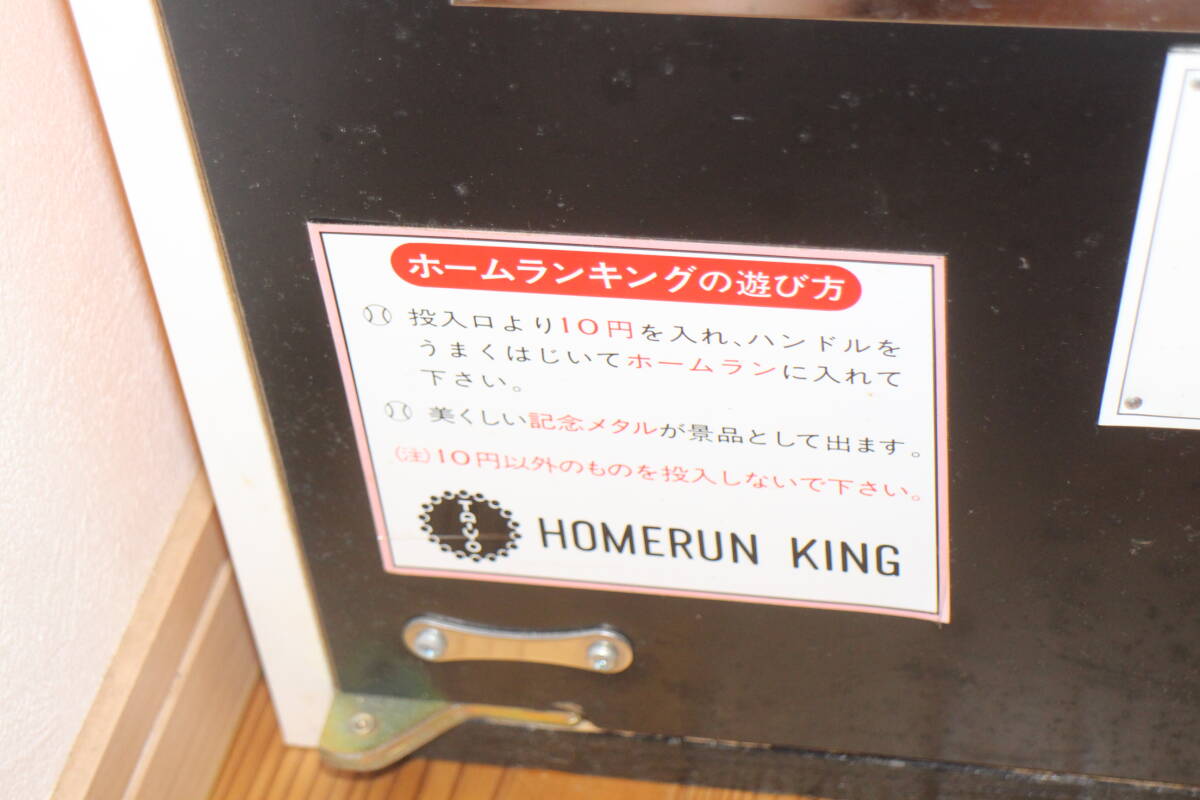 ホームランキングの遊び方
投入口より10円を入れ、ハンドルを
うまくはじいてホームランに入れて
下さい。
美くしい記念メタルが景品として出ます。
(注)10円以外のものを投入しないで下さい。
TAIYO
HOMERUN KING